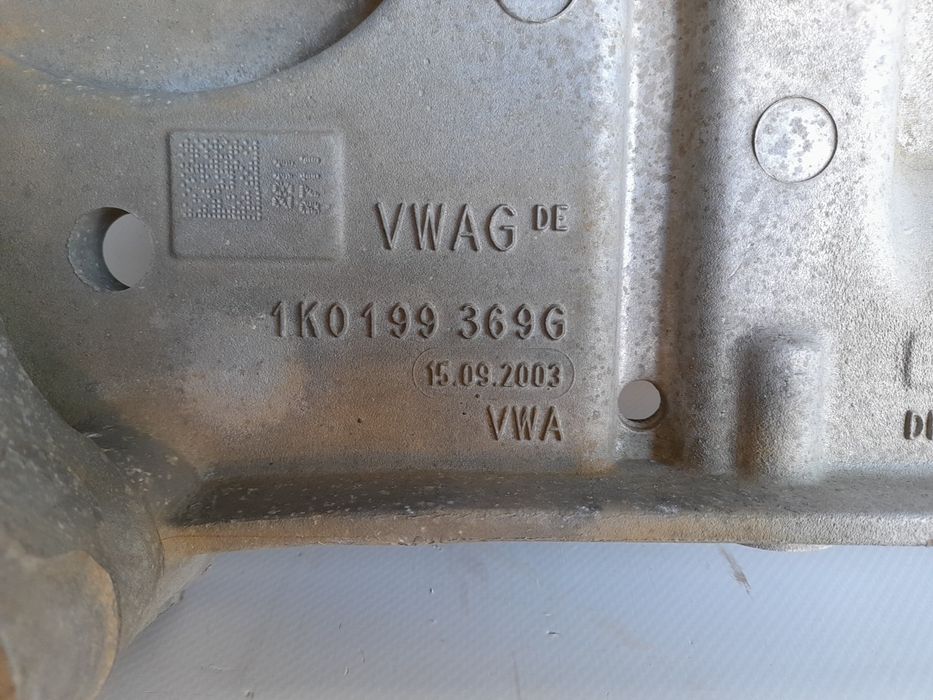 VWAG DE
1K0199 369G
15.09.2003
VWA